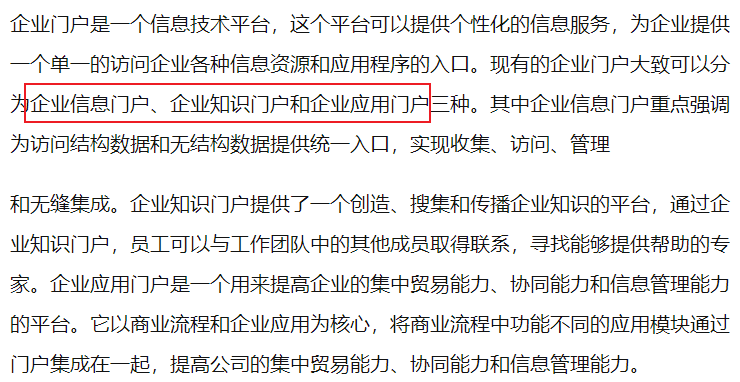 企业门户是一个信息技术平台，这个平台可以提供个性化的信息服务，为企业提供
一个单一的访问企业各种信息资源和应用程序的入口。现有的企业门户大致可以分
为企业信息门户、企业知识门户和企业应用门户三种。其中企业信息门户重点强调
为访问结构数据和无结构数据提供统一入口，实现收集、访问、管理
和无缝集成。企业知识门户提供了一个创造、搜集和传播企业知识的平台，通过企
业知识门户，员工可以与工作团队中的其他成员取得联系，寻找能够提供帮助的专
家。企业应用门户是一个用来提高企业的集中贸易能力、协同能力和信息管理能力
的平台。它以商业流程和企业应用为核心，将商业流程中功能不同的应用模块通过
门户集成在一起，提高公司的集中贸易能力、协同能力和信息管理能力。